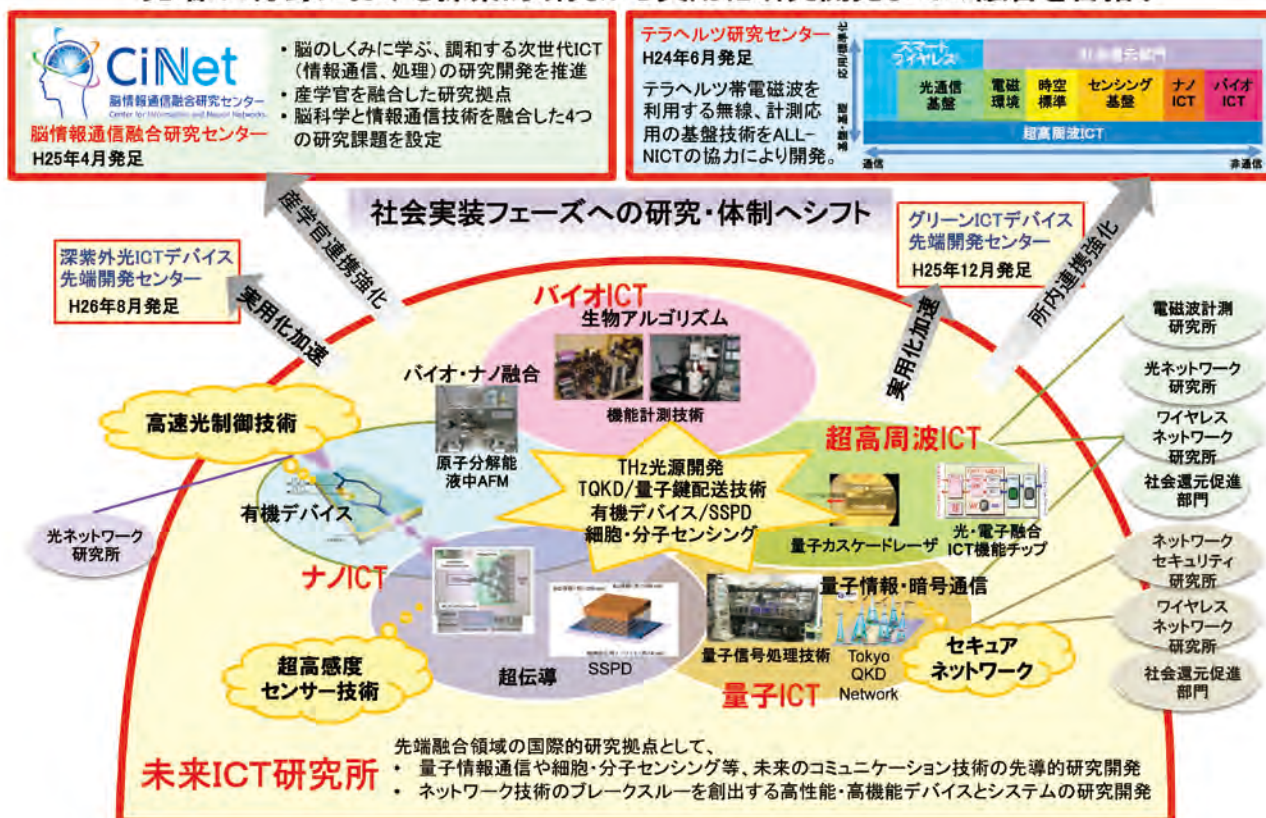 CiNet
脳情報通信融合研究センター
Center for Information and Neural Networks
脳情報通信融合研究センター
H25年4月発足
・ 脳のしくみに学ぶ、調和する次世代ICT
(情報通信、処理)の研究開発を推進
・ 産学官を融合した研究拠点
・ 脳科学と情報通信技術を融合した4つ
の研究課題を設定
テラヘルツ研究センター
H24年6月発足
テラヘルツ帯電磁波を
利用する無線、計測応
用の基盤技術をALL-
NICTの協力により開発。
スマート
ワイヤレス
社会還元部門
光通信
基盤
電磁
環境
時空
標準
センシング
基盤
ナノ
ICT
バイオ
ICT
超高周波ICT
通信
非通信
社会実装フェーズへの研究・体制へシフト
産学官連携強化
深紫外光ICTデバイス
先端開発センター
H26年8月発足
実用化加速
グリーンICTデバイス
先端開発センター
H25年12月発足
実用化加速
所内連携強化
バイオICT
生物アルゴリズム
機能計測技術
バイオ・ナノ融合
原子分解能
液中AFM
高速光制御技術
有機デバイス
ナノICT
光ネットワーク
研究所
THz光源開発
TQKD/量子鍵配送技術
有機デバイス/SSPD
細胞・分子センシング
超高周波ICT
量子カスケードレーザ
光・電子融合
ICT機能チップ
電磁波計測
研究所
光ネットワーク
研究所
ワイヤレス
ネットワーク
研究所
社会還元促進
部門
ネットワーク
セキュリティ
研究所
ワイヤレス
ネットワーク
研究所
社会還元促進
部門
超高感度
センサー技術
超伝導
SSPD
量子情報・暗号通信
量子信号処理技術
Tokyo
QKD
Network
量子ICT
セキュア
ネットワーク
未来ICT研究所
先端融合領域の国際的研究拠点として、
・ 量子情報通信や細胞・分子センシング等、未来のコミュニケーション技術の先導的研究開発
・ ネットワーク技術のブレークスルーを創出する高性能・高機能デバイスとシステムの研究開発